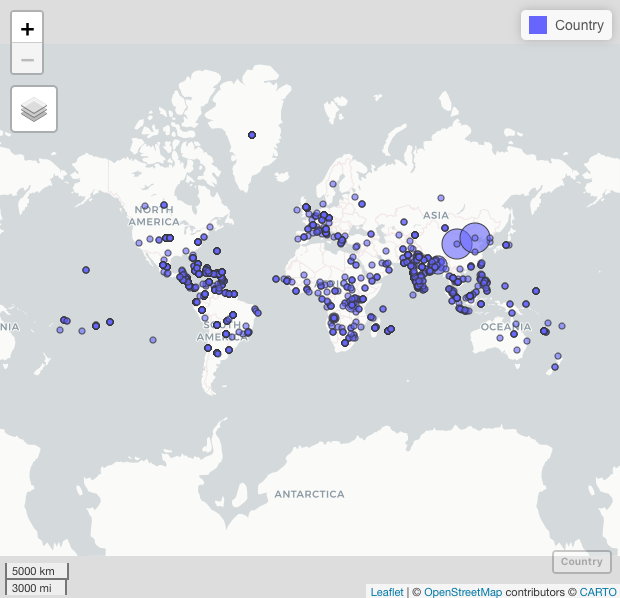 +
Country
−
NORTH
AMERICA
ASIA
NIA
SOUTH
AMERICA
OCEANIA
ANTARCTICA
Country
5000 km
3000 mi
Leaflet | © OpenStreetMap contributors © CARTO